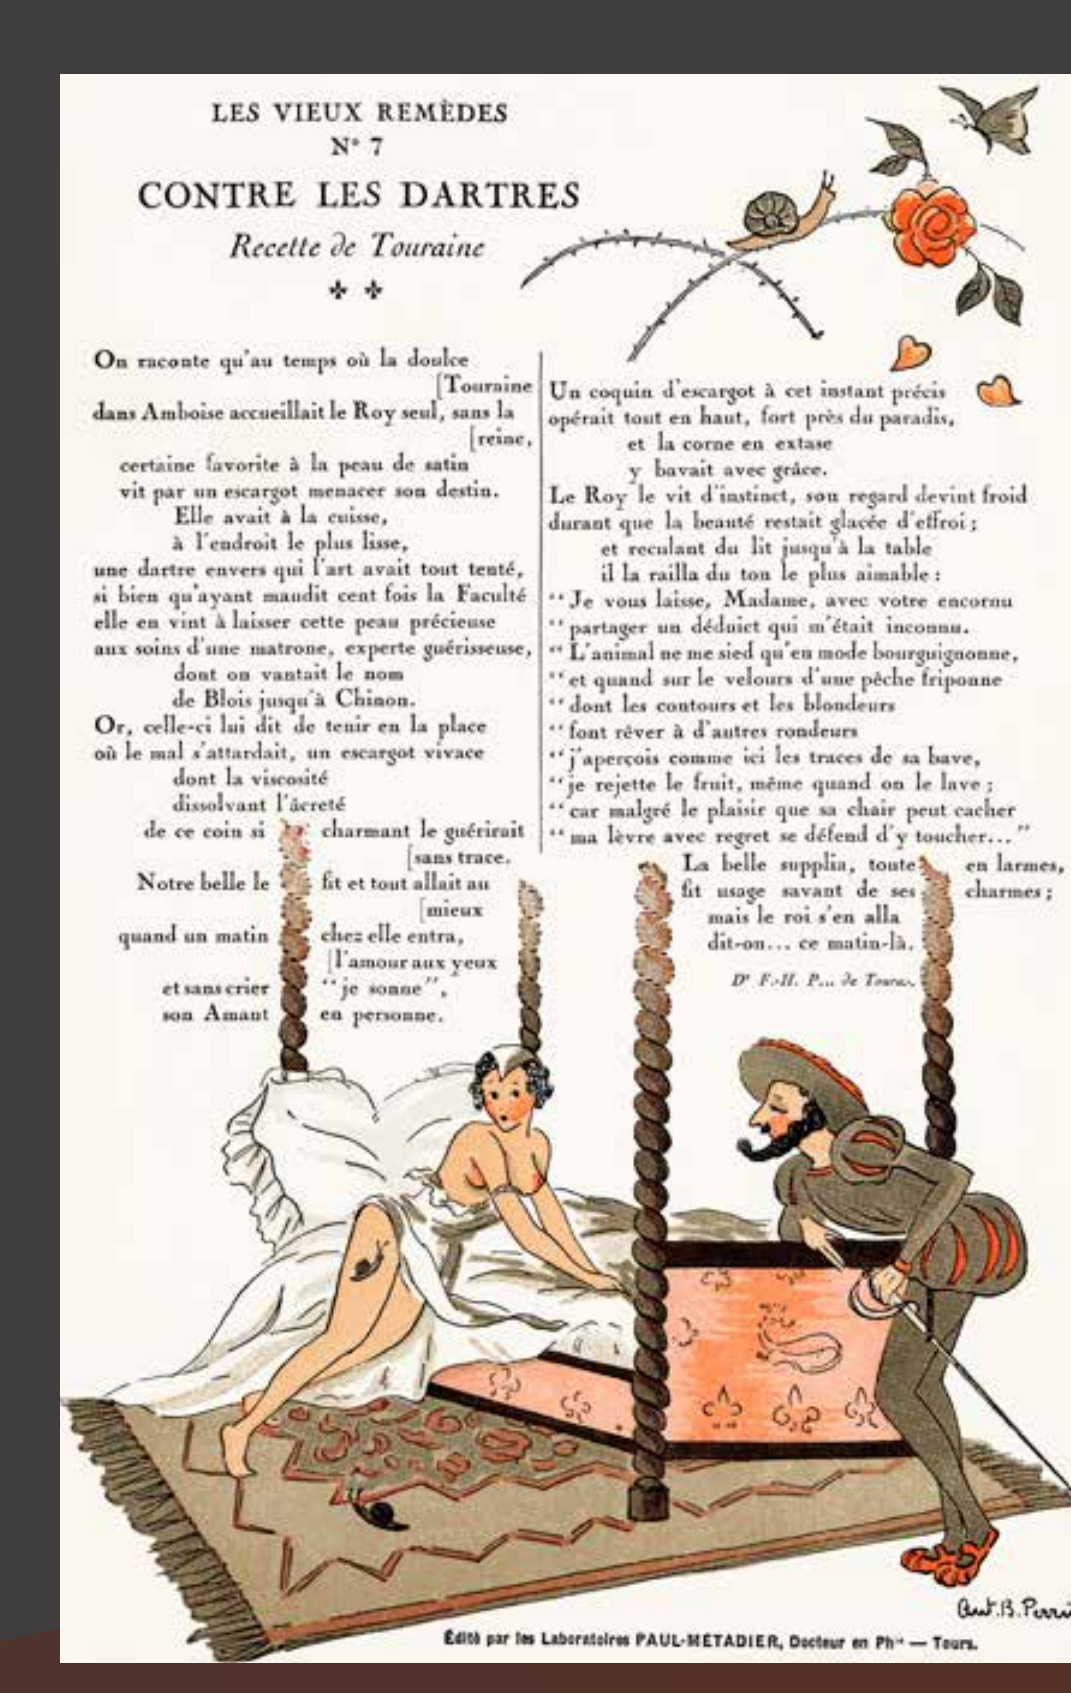 LES VIEUX REMÈDES
N° 7
CONTRE LES DARTRES
Recette de Touraine
On raconte qu'au temps où la doulce
[Touraine
dans Amboise accueillait le Roy seul, sans la
[reine,
certaine favorite à la peau de satin
vit par un escargot menacer son destin.
Elle avait à la cuisse,
à l'endroit le plus lisse,
une dartre envers qui l'art avait tout tenté,
si bien qu'ayant maudit cent fois la Faculté
elle en vint à laisser cette peau précieuse
aux soins d'une matrone, experte guérisseuse,
dont on vantait le nom
de Blois jusqu'à Chinon.
Or, celle-ci lui dit de tenir en la place
où le mal s'attardait, un escargot vivace
dont la viscosité
dissolvant l'âcreté
de ce coin si charmant le guérirait
[sans trace.
Notre belle le fit et tout allait au
[mieux
quand un matin chez elle entra,
[l'amour aux yeux
et sans crier "je sonne",
son Amant en personne.
Un coquin d'escargot à cet instant précis
opérait tout en haut, fort près du paradis,
et la corne en extase
y bavait avec grâce.
Le Roy le vit d'instinct, son regard devint froid
durant que la beauté restait glacée d'effroi ;
et reculant du lit jusqu'à la table
il la railla du ton le plus aimable :
"Je vous laisse, Madame, avec votre encornu
"partager un déduict qui m'était inconnu.
"L'animal ne me sied qu'en mode bourguignonne,
"et quand sur le velours d'une pêche friponne
"dont les contours et les blondeurs
"font rêver à d'autres rondeurs
"j'aperçois comme ici les traces de sa bave,
"je rejette le fruit, même quand on le lave ;
"car malgré le plaisir que sa chair peut cacher
"ma lèvre avec regret se défend d'y toucher..."
La belle supplia, toute en larmes,
fit usage savant de ses charmes ;
mais le roi s'en alla
dit-on... ce matin-là.
Dr F.-H. P... de Tours.
Ant. B.
Édité par les Laboratoires PAUL-MÉTADIER, Docteur en Phie — Tours.